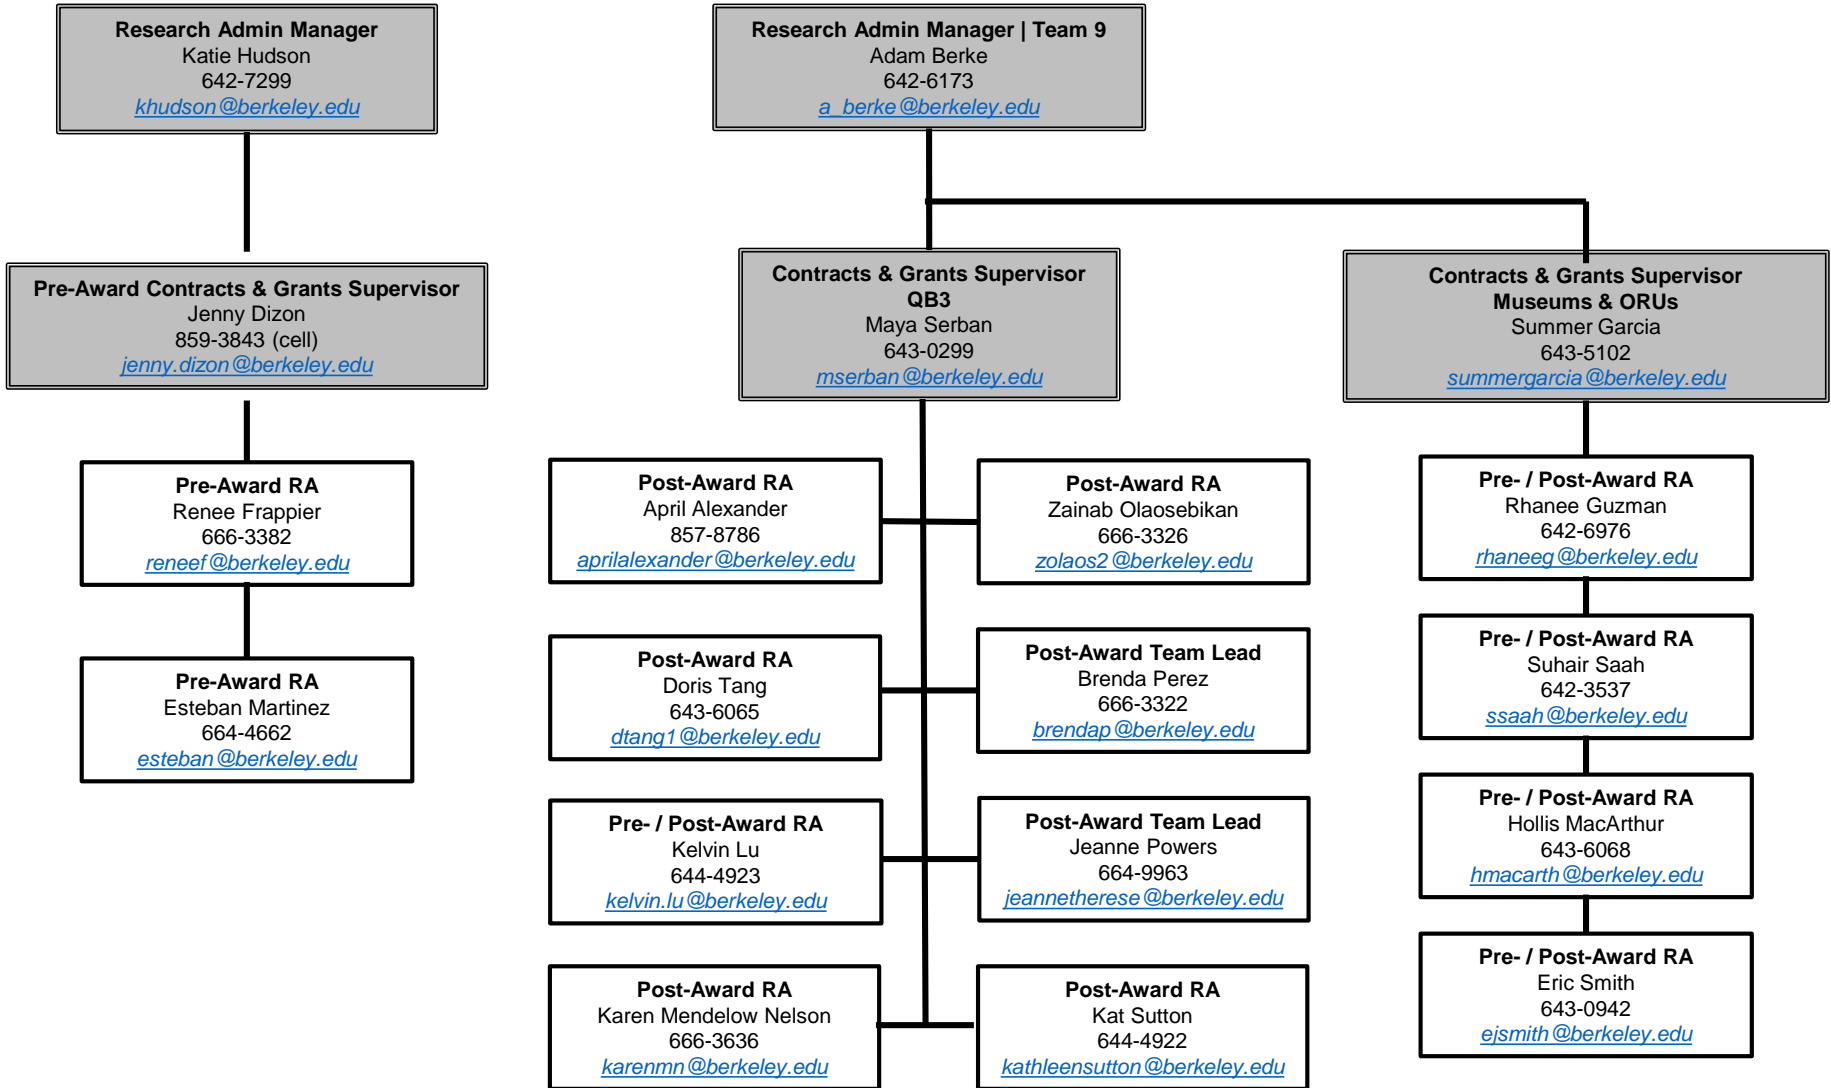 Research Admin Manager
Katie Hudson
642-7299
khudson@berkeley.edu
Research Admin Manager | Team 9
Adam Berke
642-6173
a_berke@berkeley.edu
Pre-Award Contracts & Grants Supervisor
Jenny Dizon
859-3843 (cell)
jenny.dizon@berkeley.edu
Contracts & Grants Supervisor
QB3
Maya Serban
643-0299
mserban@berkeley.edu
Contracts & Grants Supervisor
Museums & ORUs
Summer Garcia
643-5102
summergarcia@berkeley.edu
Pre-Award RA
Renee Frappier
666-3382
reneef@berkeley.edu
Post-Award RA
April Alexander
857-8786
aprilalexander@berkeley.edu
Post-Award RA
Zainab Olaosebikan
666-3326
zolaos2@berkeley.edu
Pre- / Post-Award RA
Rhanee Guzman
642-6976
rhaneeg@berkeley.edu
Pre-Award RA
Esteban Martinez
664-4662
esteban@berkeley.edu
Post-Award RA
Doris Tang
643-6065
dtang1@berkeley.edu
Post-Award Team Lead
Brenda Perez
666-3322
brendap@berkeley.edu
Pre- / Post-Award RA
Suhair Saah
642-3537
ssaah@berkeley.edu
Pre- / Post-Award RA
Kelvin Lu
644-4923
kelvin.lu@berkeley.edu
Post-Award Team Lead
Jeanne Powers
664-9963
jeannetherese@berkeley.edu
Pre- / Post-Award RA
Hollis MacArthur
643-6068
hmacarth@berkeley.edu
Post-Award RA
Karen Mendelow Nelson
666-3636
karenmn@berkeley.edu
Post-Award RA
Kat Sutton
644-4922
kathleensutton@berkeley.edu
Pre- / Post-Award RA
Eric Smith
643-0942
ejsmith@berkeley.edu